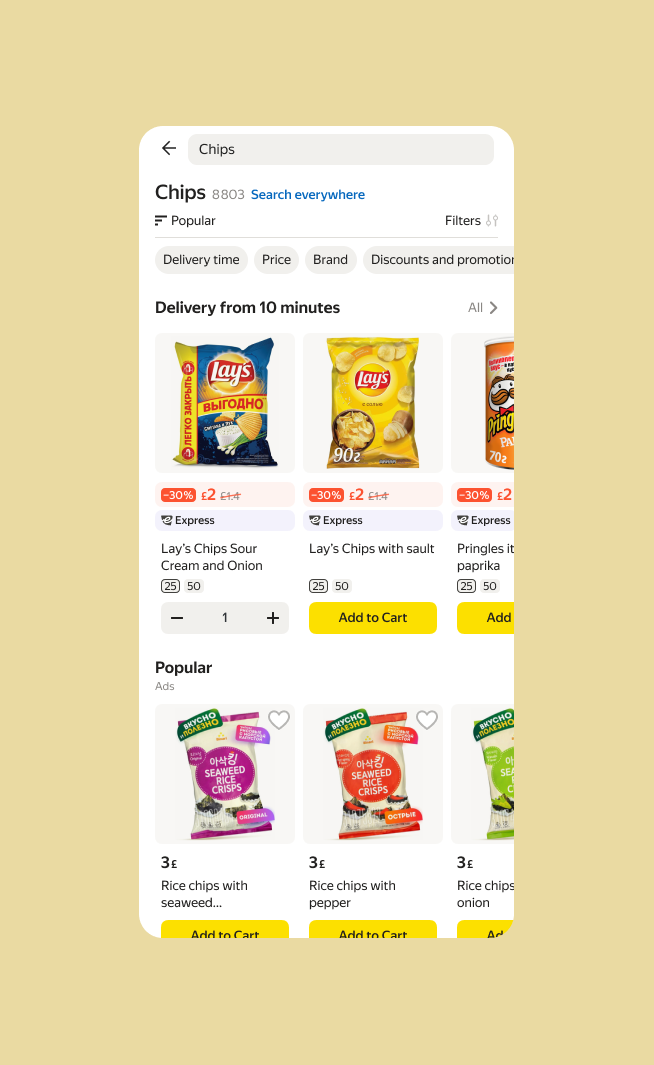 Chips
Chips 8803 Search everywhere
Popular
Filters
Delivery time
Price
Brand
Discounts and promotion
Delivery from 10 minutes
All
ЛЕГКО ЗАКРЫТЬ
Lay's
ВЫГОДНО
Lay's
с солью
90г
Pringl
PA
70г
–30% £2 £1.4
–30% £2 £1.4
–30% £2
Express
Express
Express
Lay's Chips Sour
Cream and Onion
Lay's Chips with sault
Pringles it
paprika
25 50
25 50
25 50
1
Add to Cart
Add
Popular
Ads
ВКУСНО
И ПОЛЕЗНО
아삭킹
SEAWEED
RICE
CRISPS
ORIGINAL
ВКУСНО
И ПОЛЕЗНО
아삭킹
SEAWEED
RICE
CRISPS
ОСТРЫЕ
3£
3£
3£
Rice chips with
seaweed...
Rice chips with
pepper
Rice chips
onion
Add to Cart
Add to Cart
Ad